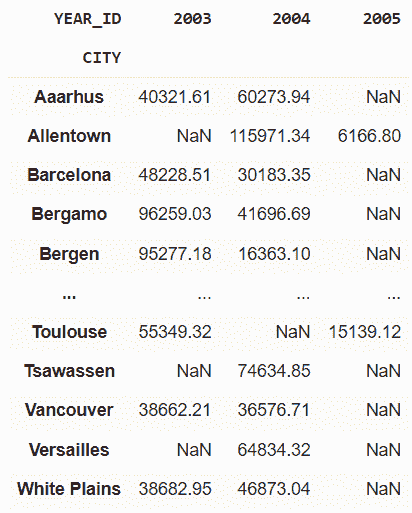 YEAR_ID 2003 2004 2005
CITY
Aaarhus 40321.61 60273.94 NaN
Allentown NaN 115971.34 6166.80
Barcelona 48228.51 30183.35 NaN
Bergamo 96259.03 41696.69 NaN
Bergen 95277.18 16363.10 NaN
... ... ... ...
Toulouse 55349.32 NaN 15139.12
Tsawassen NaN 74634.85 NaN
Vancouver 38662.21 36576.71 NaN
Versailles NaN 64834.32 NaN
White Plains 38682.95 46873.04 NaN